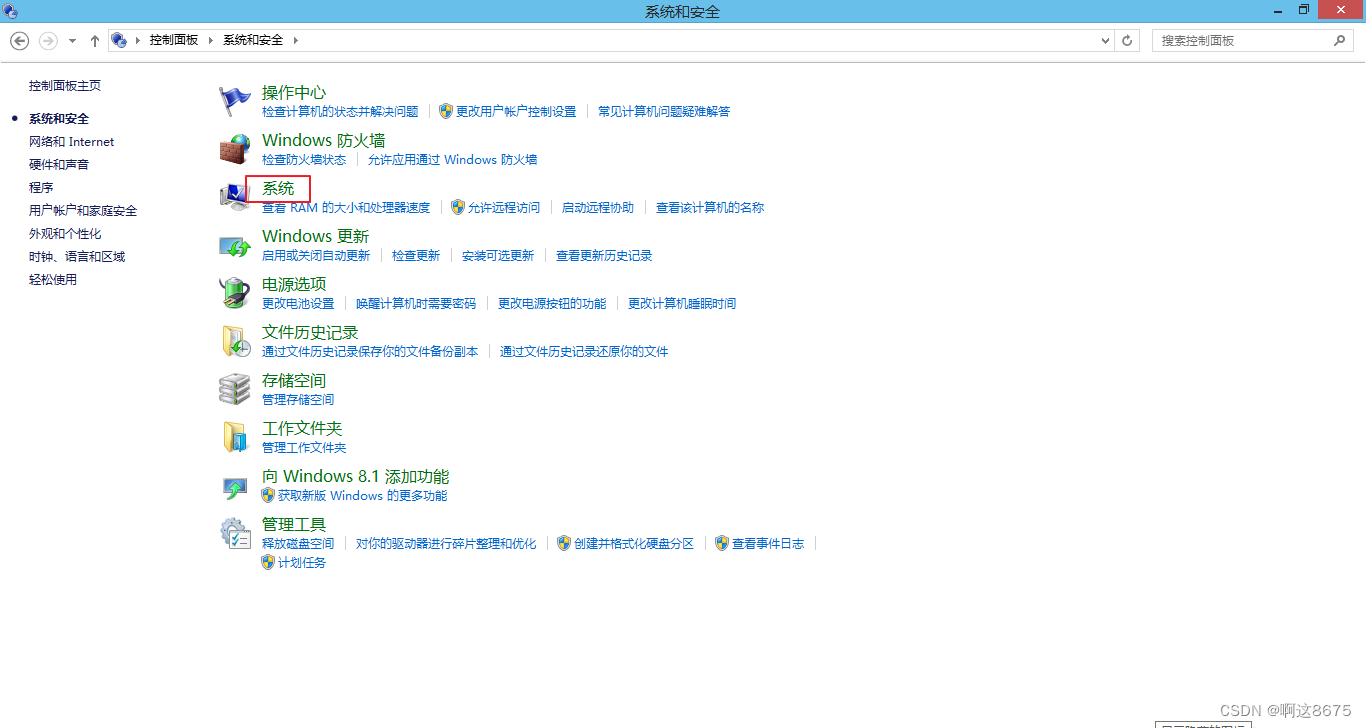 系统和安全
控制面板 系统和安全
搜索控制面板
控制面板主页
系统和安全
网络和 Internet
硬件和声音
程序
用户帐户和家庭安全
外观和个性化
时钟、语言和区域
轻松使用
操作中心
检查计算机的状态并解决问题 更改用户帐户控制设置 常见计算机问题疑难解答
Windows 防火墙
检查防火墙状态 允许应用通过 Windows 防火墙
系统
查看 RAM 的大小和处理器速度 允许远程访问 启动远程协助 查看该计算机的名称
Windows 更新
启用或关闭自动更新 检查更新 安装可选更新 查看更新历史记录
电源选项
更改电池设置 唤醒计算机时需要密码 更改电源按钮的功能 更改计算机睡眠时间
文件历史记录
通过文件历史记录保存你的文件备份副本 通过文件历史记录还原你的文件
存储空间
管理存储空间
工作文件夹
管理工作文件夹
向 Windows 8.1 添加功能
获取新版 Windows 的更多功能
管理工具
释放磁盘空间 对你的驱动器进行碎片整理和优化 创建并格式化硬盘分区 查看事件日志
计划任务
CSDN @啊这8675